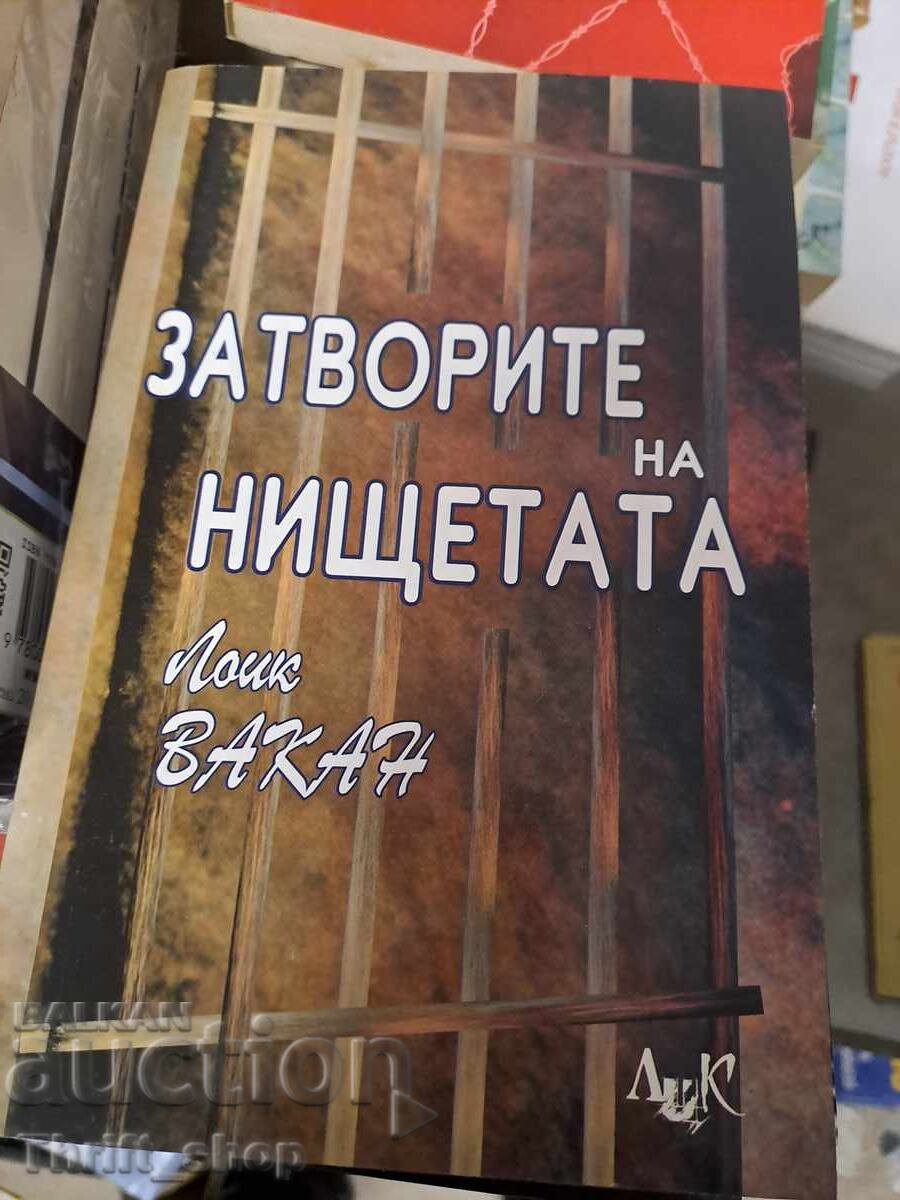 ЗАТВОРИТЕ
НА
НИЩЕТАТА
Лоик
ВАКАН
ЛиК
BALKAN
auction
Thrift_shop